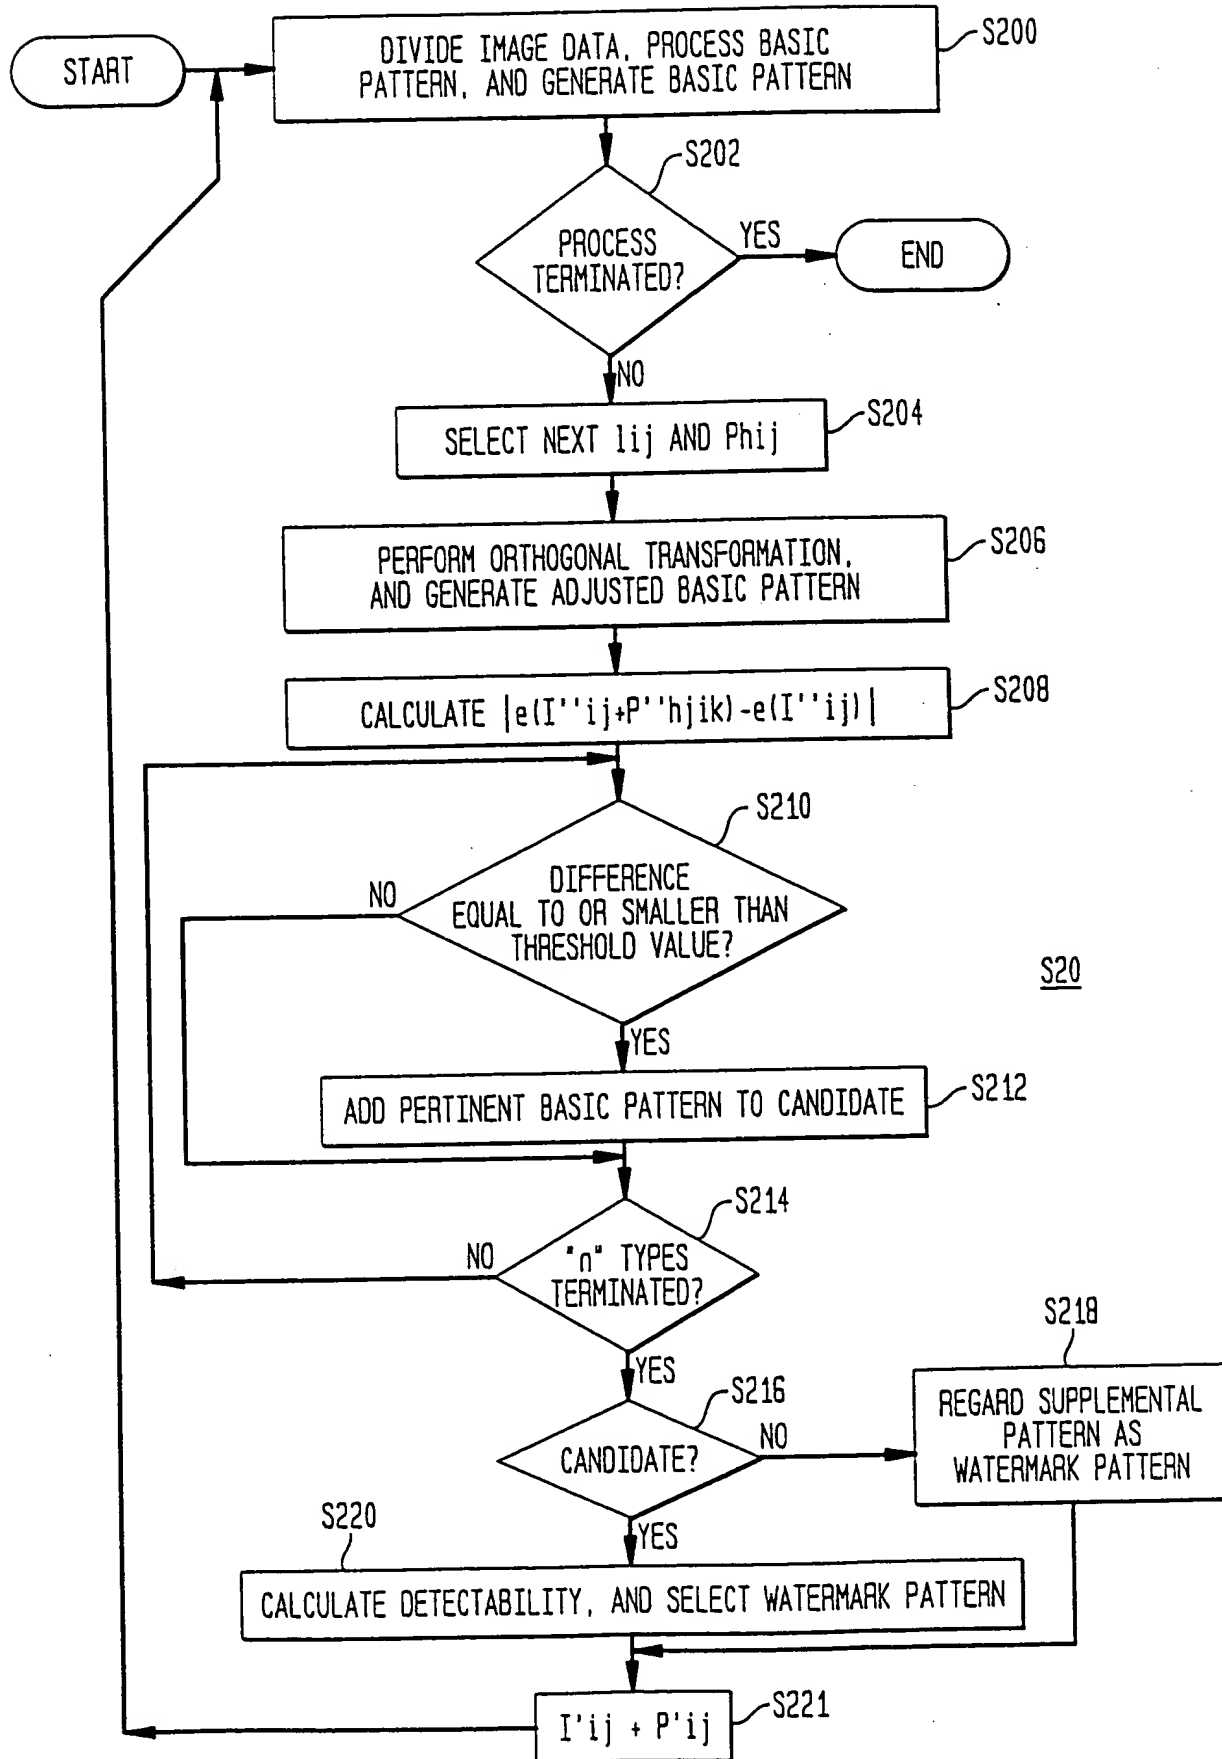 START
DIVIDE IMAGE DATA, PROCESS BASIC
PATTERN, AND GENERATE BASIC PATTERN
S200
S202
PROCESS
TERMINATED?
YES
END
NO
SELECT NEXT lij AND Phij
S204
PERFORM ORTHOGONAL TRANSFORMATION,
AND GENERATE ADJUSTED BASIC PATTERN
S206
CALCULATE |e(I''ij+P''hjik)-e(I''ij)|
S208
S210
DIFFERENCE
EQUAL TO OR SMALLER THAN
THRESHOLD VALUE?
NO
S20
YES
ADD PERTINENT BASIC PATTERN TO CANDIDATE
S212
S214
"n" TYPES
TERMINATED?
NO
YES
S216
CANDIDATE?
NO
S218
REGARD SUPPLEMENTAL
PATTERN AS
WATERMARK PATTERN
YES
S220
CALCULATE DETECTABILITY, AND SELECT WATERMARK PATTERN
I'ij + P'ij
S221